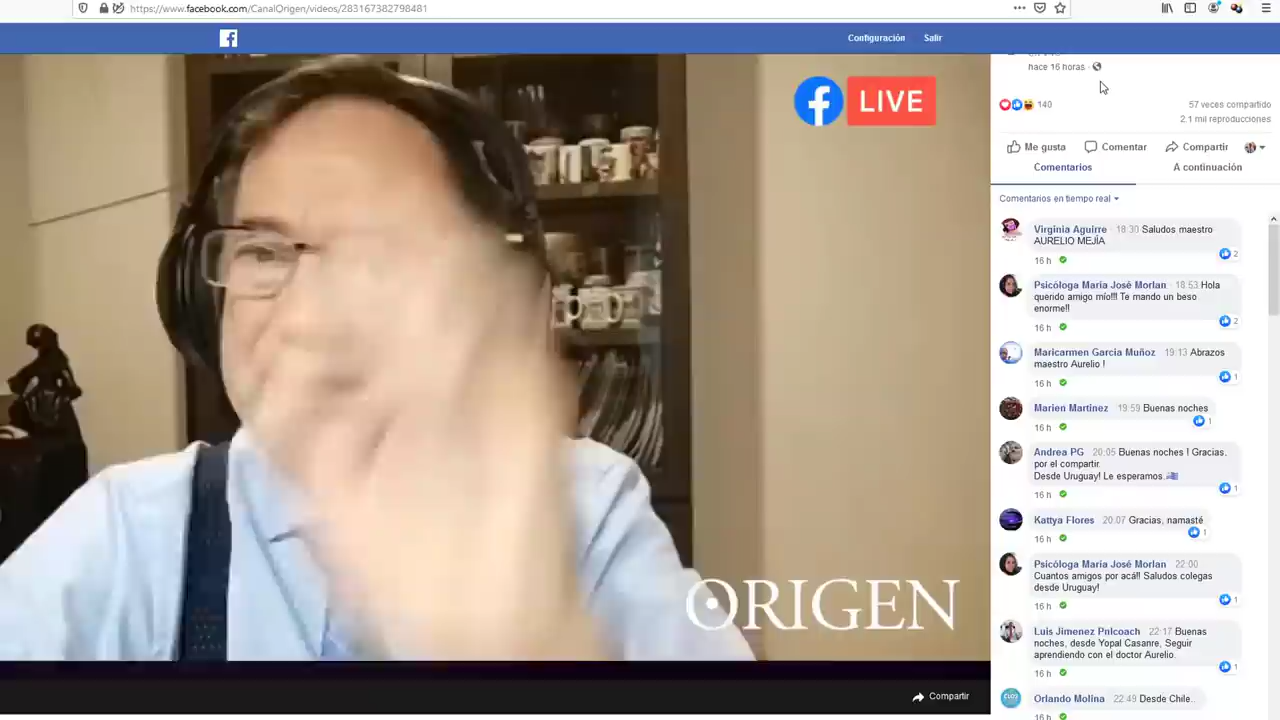 https://www.facebook.com/CanalOrigen/videos/283167382798481
Configuración
Salir
LIVE
ORIGEN
Compartir
hace 16 horas ·
140
57 veces compartido
2.1 mil reproducciones
Me gusta
Comentar
Compartir
Comentarios
A continuación
Comentarios en tiempo real
Virginia Aguirre · 18:30 Saludos maestro
AURELIO MEJÍA
2
16 h
Psicóloga María José Morlan · 18:53 Hola
querido amigo mío!!! Te mando un beso
enorme!!
2
16 h
Maricarmen Garcia Muñoz 19:13 Abrazos
maestro Aurelio !
1
16 h
Marien Martinez 19:59 Buenas noches
1
16 h
Andrea PG 20:05 Buenas noches ! Gracias,
por el compartir.
Desde Uruguay! Le esperamos.
1
16 h
Kattya Flores 20:07 Gracias, namasté
1
16 h
Psicóloga María José Morlan 22:00
Cuantos amigos por acá!! Saludos colegas
desde Uruguay!
1
16 h
Luis Jimenez Pnlcoach · 22:17 Buenas
noches, desde Yopal Casanre, Seguir
aprendiendo con el doctor Aurelio.
1
16 h
Orlando Molina · 22:49 Desde Chile..
16 h